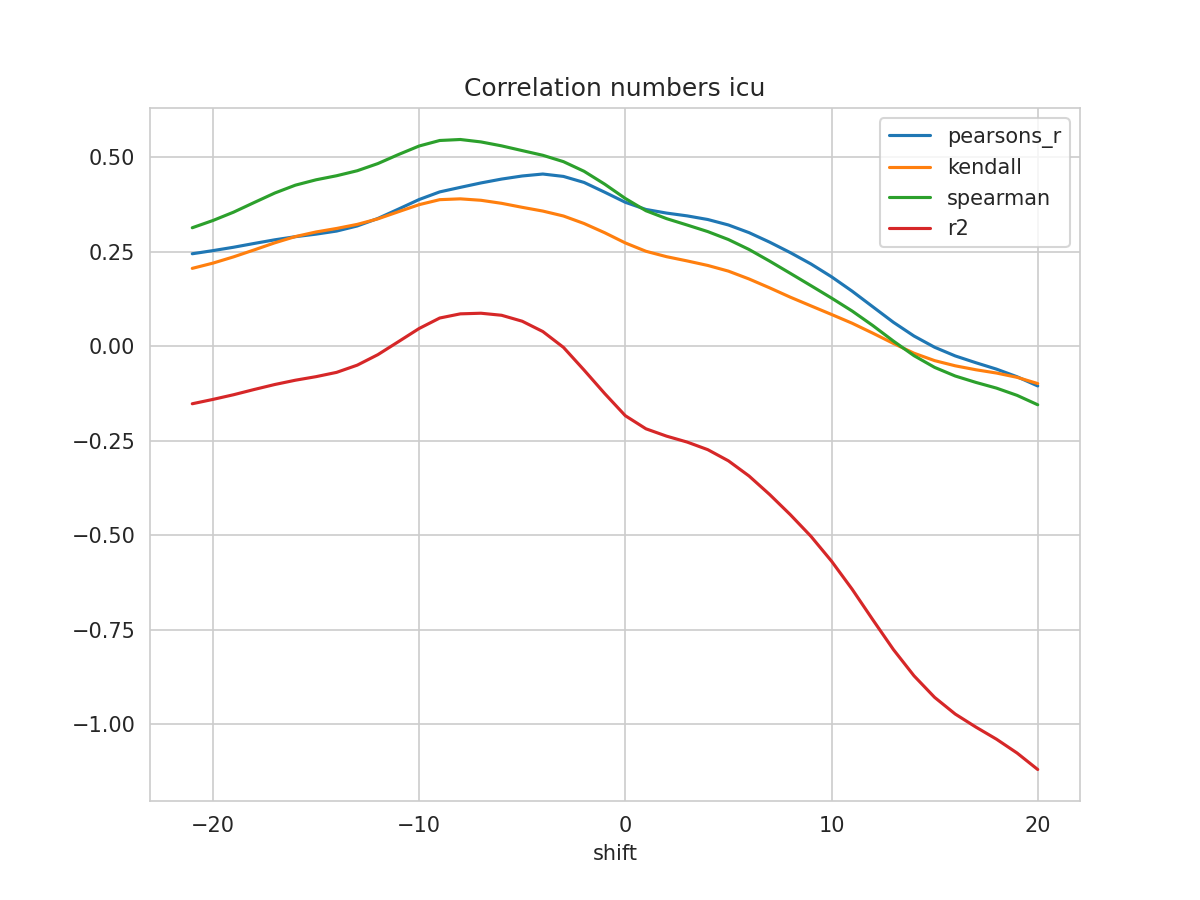 Correlation numbers icu
pearsons_r
kendall
spearman
r2
0.50
0.25
0.00
−0.25
−0.50
−0.75
−1.00
−20 −10 0 10 20
shift